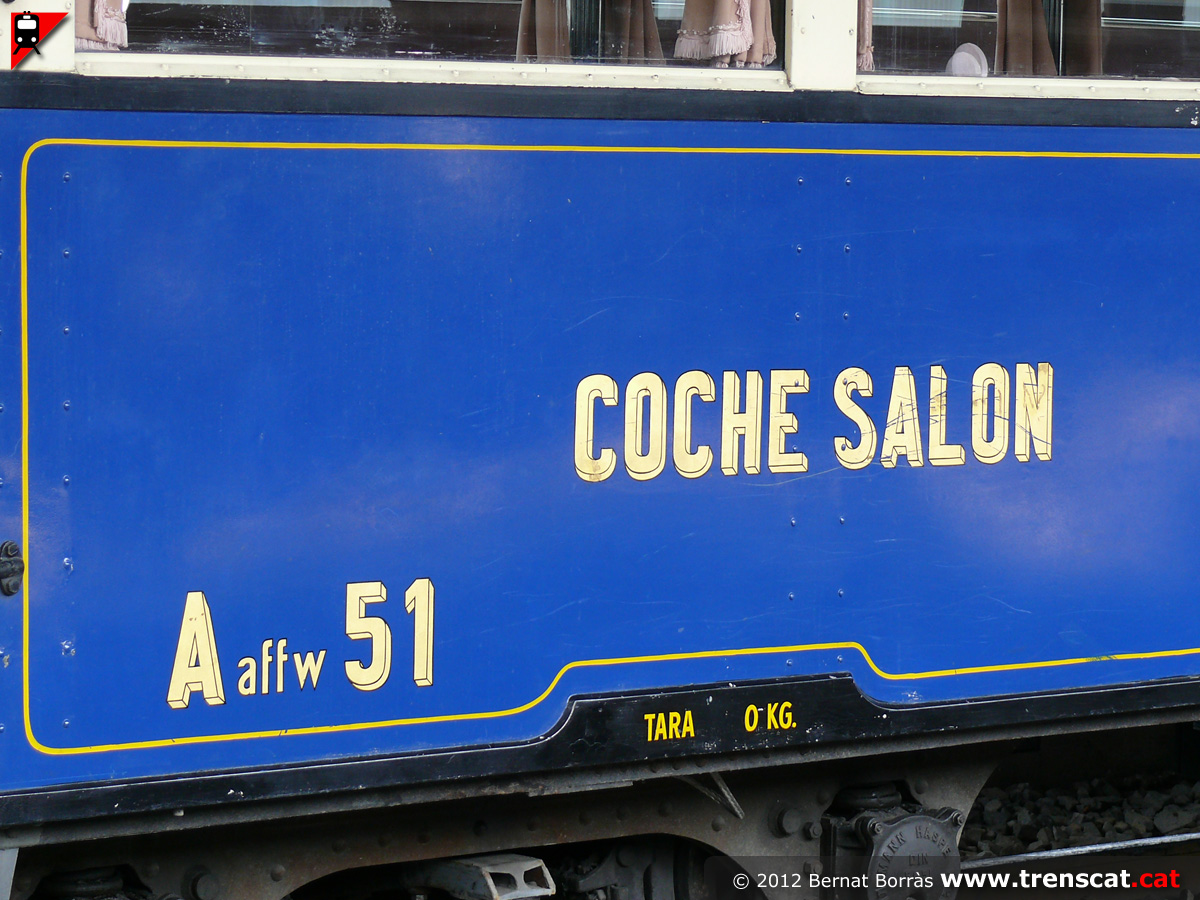 COCHE SALON
A affw 51
TARA 0 KG.
© 2012 Bernat Borràs www.trenscat.cat